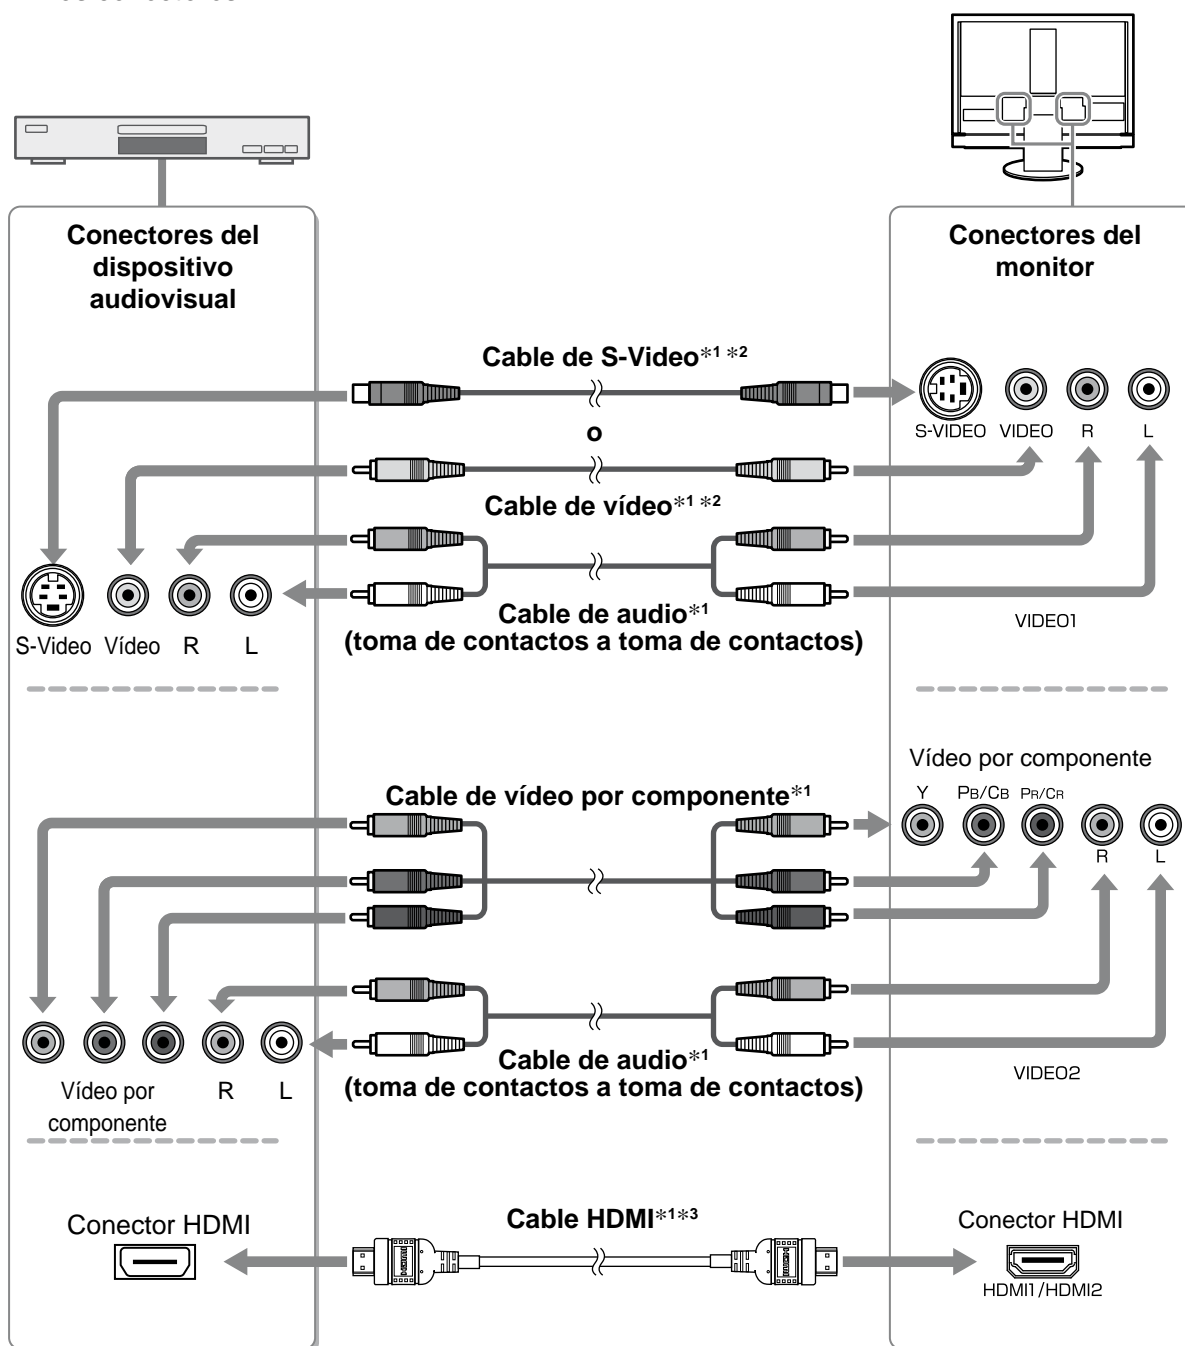 Conectores del
dispositivo
audiovisual
Conectores del
monitor
Cable de S-Video*1 *2
o
Cable de vídeo*1 *2
S-VIDEO VIDEO R L
S-Video Vídeo R L
Cable de audio*1
(toma de contactos a toma de contactos)
VIDEO1
Vídeo por componente
Y PB/CB PR/CR
R L
Cable de vídeo por componente*1
Cable de audio*1
(toma de contactos a toma de contactos)
Vídeo por
componente
R L
VIDEO2
Conector HDMI
Cable HDMI*1*3
Conector HDMI
HDMI1/HDMI2